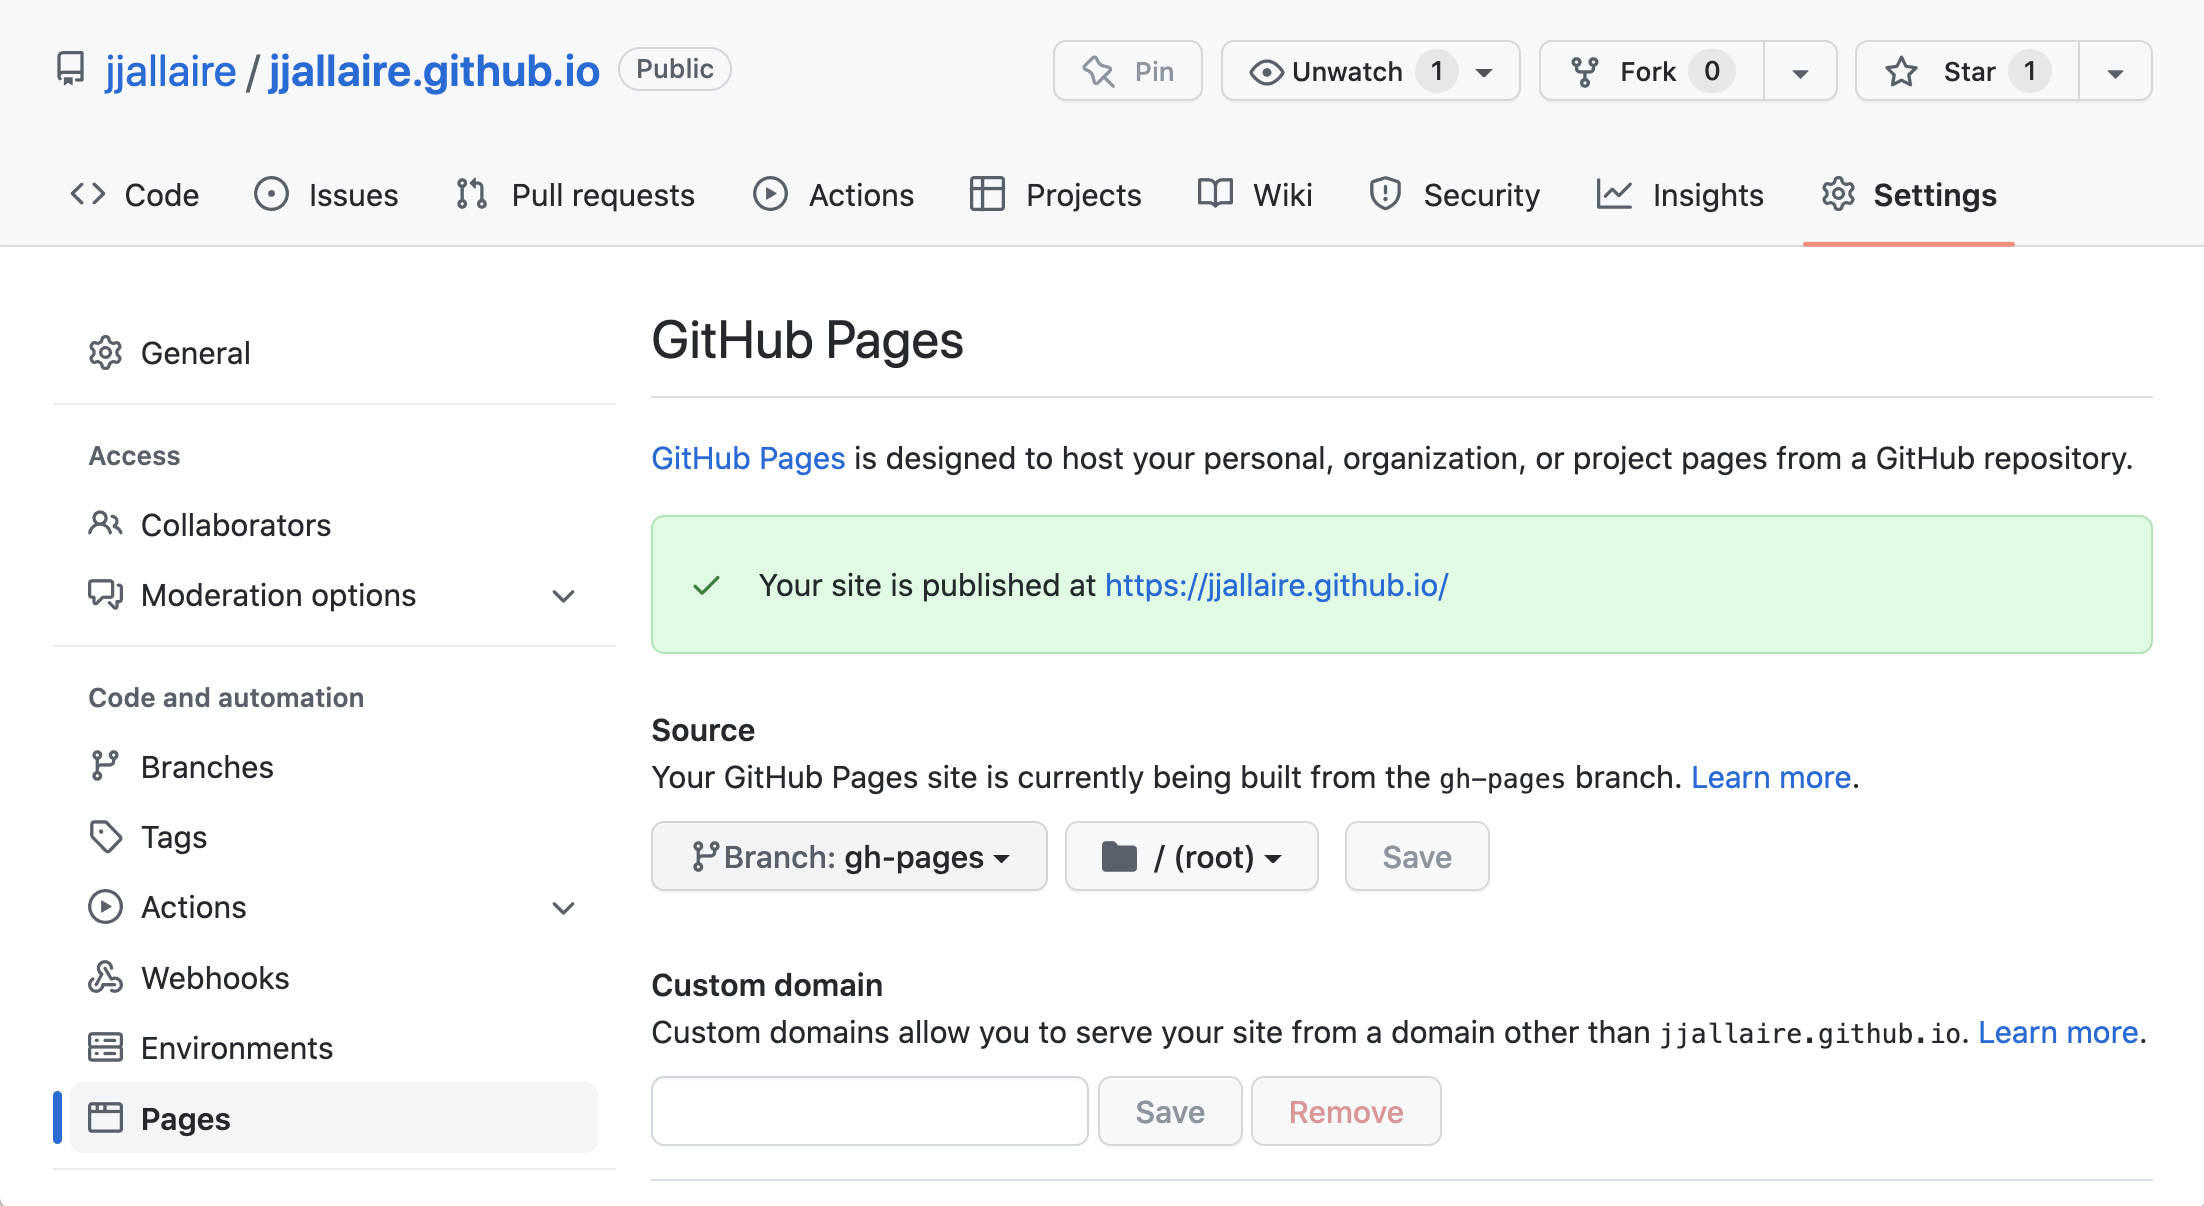 jjallaire / jjallaire.github.io Public Pin Unwatch 1 Fork 0 Star 1
Code Issues Pull requests Actions Projects Wiki Security Insights Settings
General
Access
Collaborators
Moderation options
Code and automation
Branches
Tags
Actions
Webhooks
Environments
Pages
GitHub Pages
GitHub Pages is designed to host your personal, organization, or project pages from a GitHub repository.
Your site is published at https://jjallaire.github.io/
Source
Your GitHub Pages site is currently being built from the gh-pages branch. Learn more.
Branch: gh-pages / (root) Save
Custom domain
Custom domains allow you to serve your site from a domain other than jjallaire.github.io. Learn more.
Save Remove